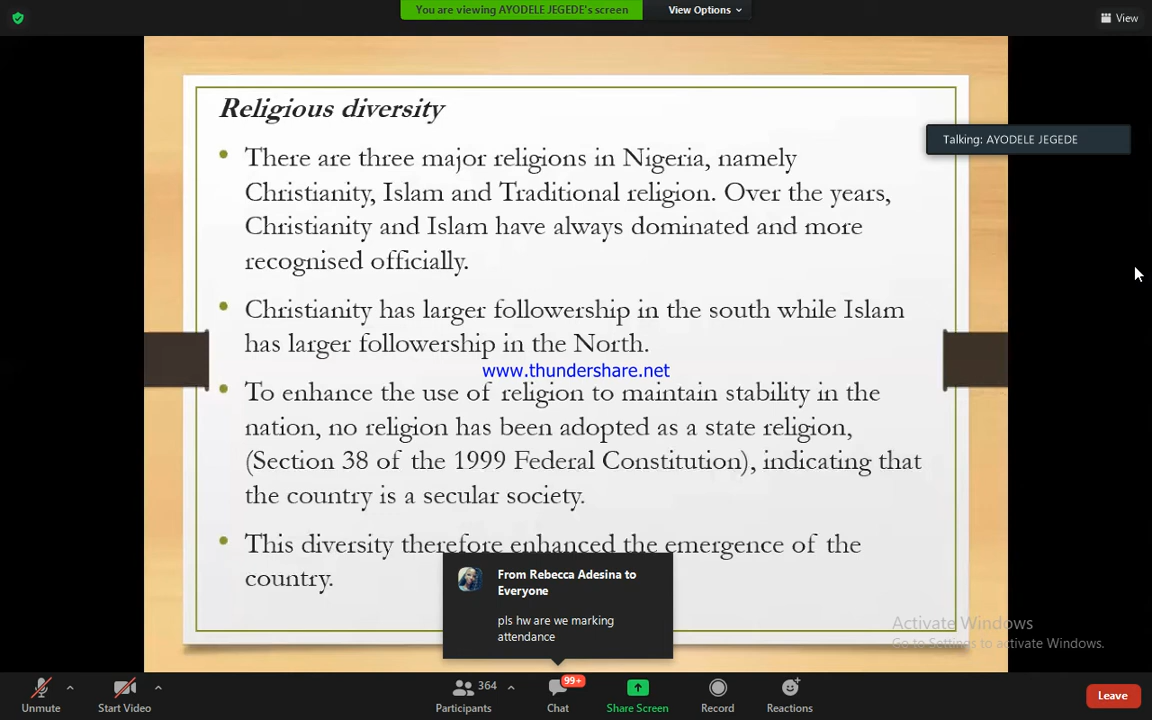 You are viewing AYODELE JEGEDE's screen
View Options
View
Religious diversity
Talking: AYODELE JEGEDE
There are three major religions in Nigeria, namely
Christianity, Islam and Traditional religion. Over the years,
Christianity and Islam have always dominated and more
recognised officially.
Christianity has larger followership in the south while Islam
has larger followership in the North.
www.thundershare.net
To enhance the use of religion to maintain stability in the
nation, no religion has been adopted as a state religion,
(Section 38 of the 1999 Federal Constitution), indicating that
the country is a secular society.
This diversity therefore enhanced the emergence of the
country.
From Rebecca Adesina to
Everyone
pls hw are we marking
attendance
Activate Windows
Go to Settings to activate Windows.
Unmute
Start Video
364
Participants
99+
Chat
Share Screen
Record
Reactions
Leave